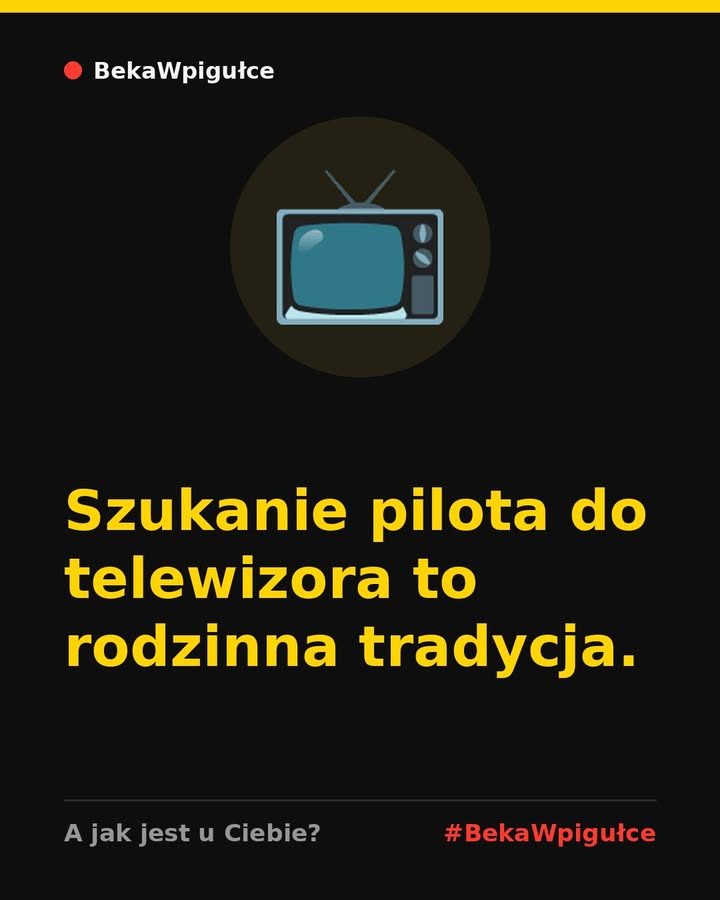 BekaWpigułce
Szukanie pilota do
telewizora to
rodzinna tradycja.
A jak jest u Ciebie?
#BekaWpigułce